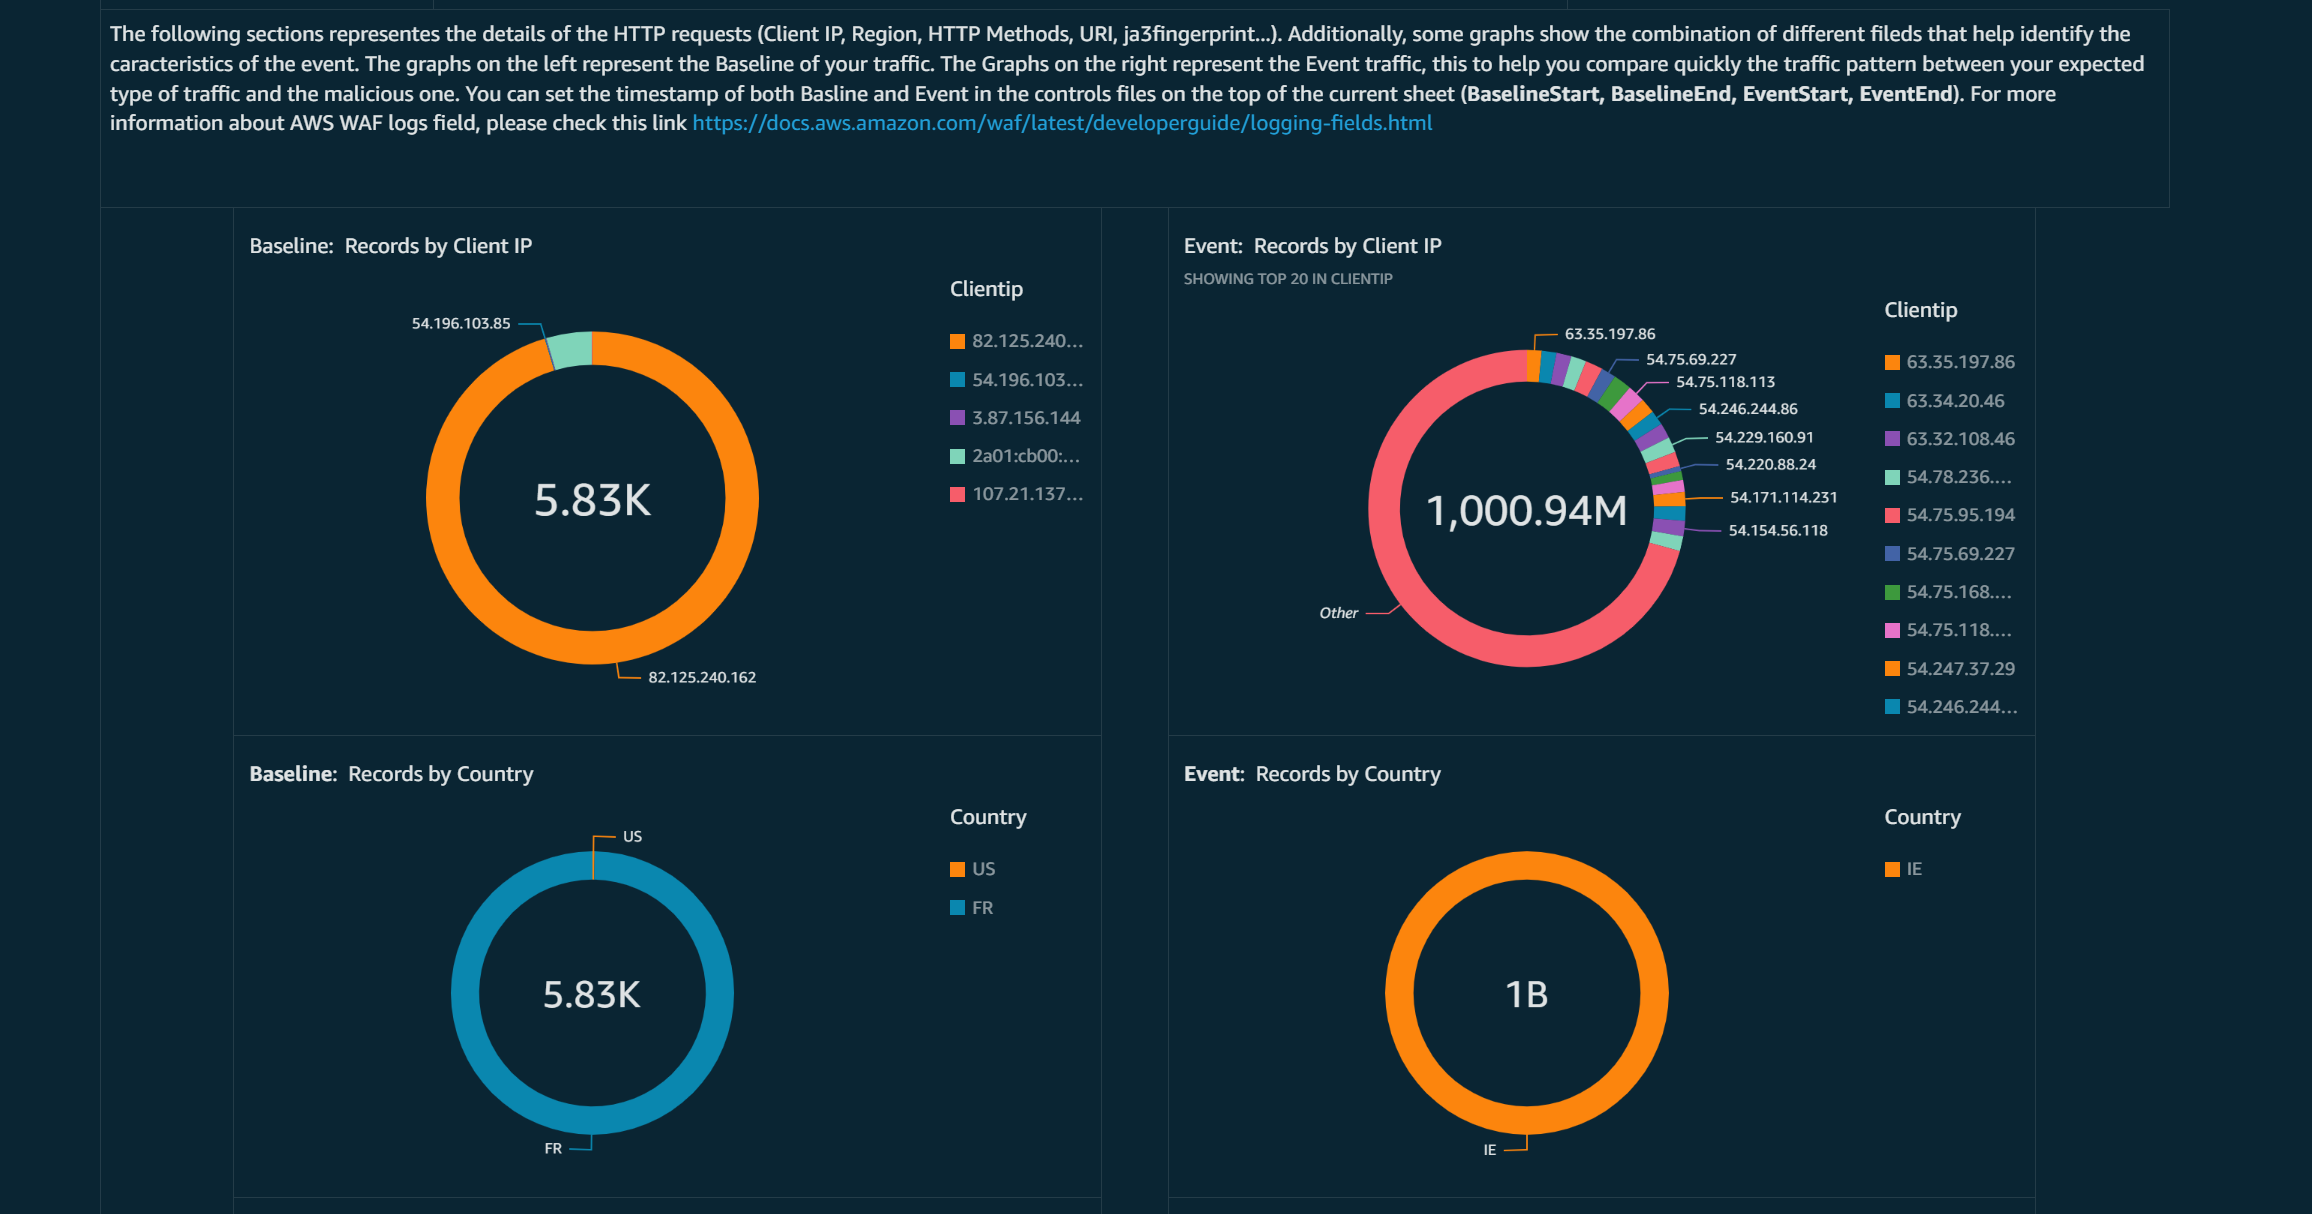 The following sections representes the details of the HTTP requests (Client IP, Region, HTTP Methods, URI, ja3fingerprint...). Additionally, some graphs show the combination of different fileds that help identify the
caracteristics of the event. The graphs on the left represent the Baseline of your traffic. The Graphs on the right represent the Event traffic, this to help you compare quickly the traffic pattern between your expected
type of traffic and the malicious one. You can set the timestamp of both Basline and Event in the controls files on the top of the current sheet (BaselineStart, BaselineEnd, EventStart, EventEnd). For more
information about AWS WAF logs field, please check this link https://docs.aws.amazon.com/waf/latest/developerguide/logging-fields.html
Baseline: Records by Client IP
54.196.103.85
5.83K
82.125.240.162
Clientip
82.125.240...
54.196.103...
3.87.156.144
2a01:cb00:...
107.21.137...
Event: Records by Client IP
SHOWING TOP 20 IN CLIENTIP
63.35.197.86
54.75.69.227
54.75.118.113
54.246.244.86
54.229.160.91
54.220.88.24
54.171.114.231
54.154.56.118
1,000.94M
Other
Clientip
63.35.197.86
63.34.20.46
63.32.108.46
54.78.236....
54.75.95.194
54.75.69.227
54.75.168....
54.75.118....
54.247.37.29
54.246.244...
Baseline: Records by Country
US
5.83K
FR
Country
US
FR
Event: Records by Country
1B
IE
Country
IE